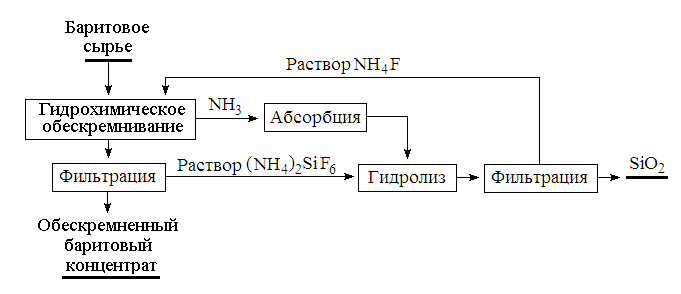 Баритовое
сырье
Раствор NH₄F
Гидрохимическое
обескремнивание
NH₃
Абсорбция
Фильтрация
Раствор (NH₄)₂SiF₆
Гидролиз
Фильтрация
SiO₂
Обескремненный
баритовый
концентрат